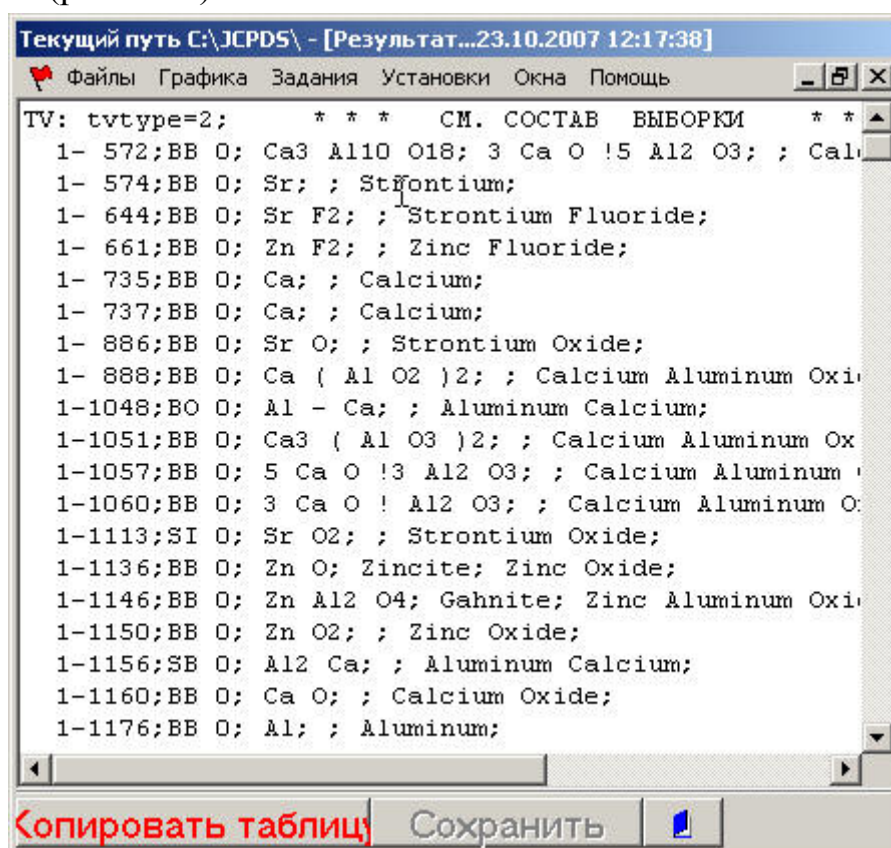 Текущий путь C:\JCPDS\ - [Результат...23.10.2007 12:17:38]
Файлы Графика Задания Установки Окна Помощь
TV: tvtype=2; * * * СМ. СОСТАВ ВЫБОРКИ * *
1- 572;BB 0; Ca3 Al10 O18; 3 Ca O !5 Al2 O3; ;
1- 574;BB 0; Sr; ; Strontium;
1- 644;BB 0; Sr F2; ; Strontium Fluoride;
1- 661;BB 0; Zn F2; ; Zinc Fluoride;
1- 735;BB 0; Ca; ; Calcium;
1- 737;BB 0; Ca; ; Calcium;
1- 886;BB 0; Sr O; ; Strontium Oxide;
1- 888;BB 0; Ca ( Al O2 )2; ; Calcium Aluminum Oxi
1-1048;BO 0; Al - Ca; ; Aluminum Calcium;
1-1051;BB 0; Ca3 ( Al O3 )2; ; Calcium Aluminum Ox
1-1057;BB 0; 5 Ca O !3 Al2 O3; ; Calcium Aluminum
1-1060;BB 0; 3 Ca O ! Al2 O3; ; Calcium Aluminum
1-1113;SI 0; Sr O2; ; Strontium Oxide;
1-1136;BB 0; Zn O; Zincite; Zinc Oxide;
1-1146;BB 0; Zn Al2 O4; Gahnite; Zinc Aluminum Oxi
1-1150;BB 0; Zn O2; ; Zinc Oxide;
1-1156;SB 0; Al2 Ca; ; Aluminum Calcium;
1-1160;BB 0; Ca O; ; Calcium Oxide;
1-1176;BB 0; Al; ; Aluminum;
Копировать таблицу Сохранить